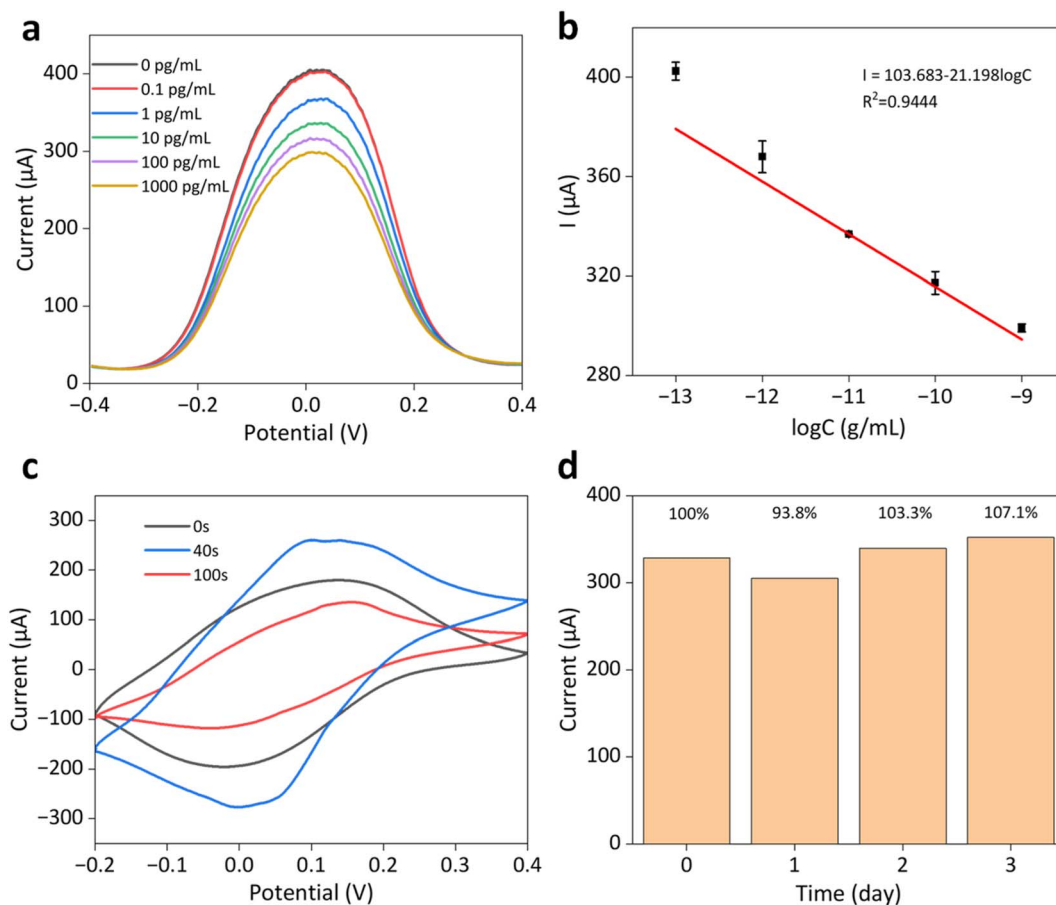 a
0 pg/mL
0.1 pg/mL
1 pg/mL
10 pg/mL
100 pg/mL
1000 pg/mL
400
300
200
100
0
Current (µA)
−0.4
−0.2
0.0
0.2
0.4
Potential (V)
b
I = 103.683-21.198logC
R²=0.9444
400
360
320
280
I (µA)
−13
−12
−11
−10
−9
logC (g/mL)
c
0s
40s
100s
300
200
100
0
−100
−200
−300
Current (µA)
−0.2
−0.1
0.0
0.1
0.2
0.3
0.4
Potential (V)
d
100%
93.8%
103.3%
107.1%
400
300
200
100
0
Current (µA)
0
1
2
3
Time (day)